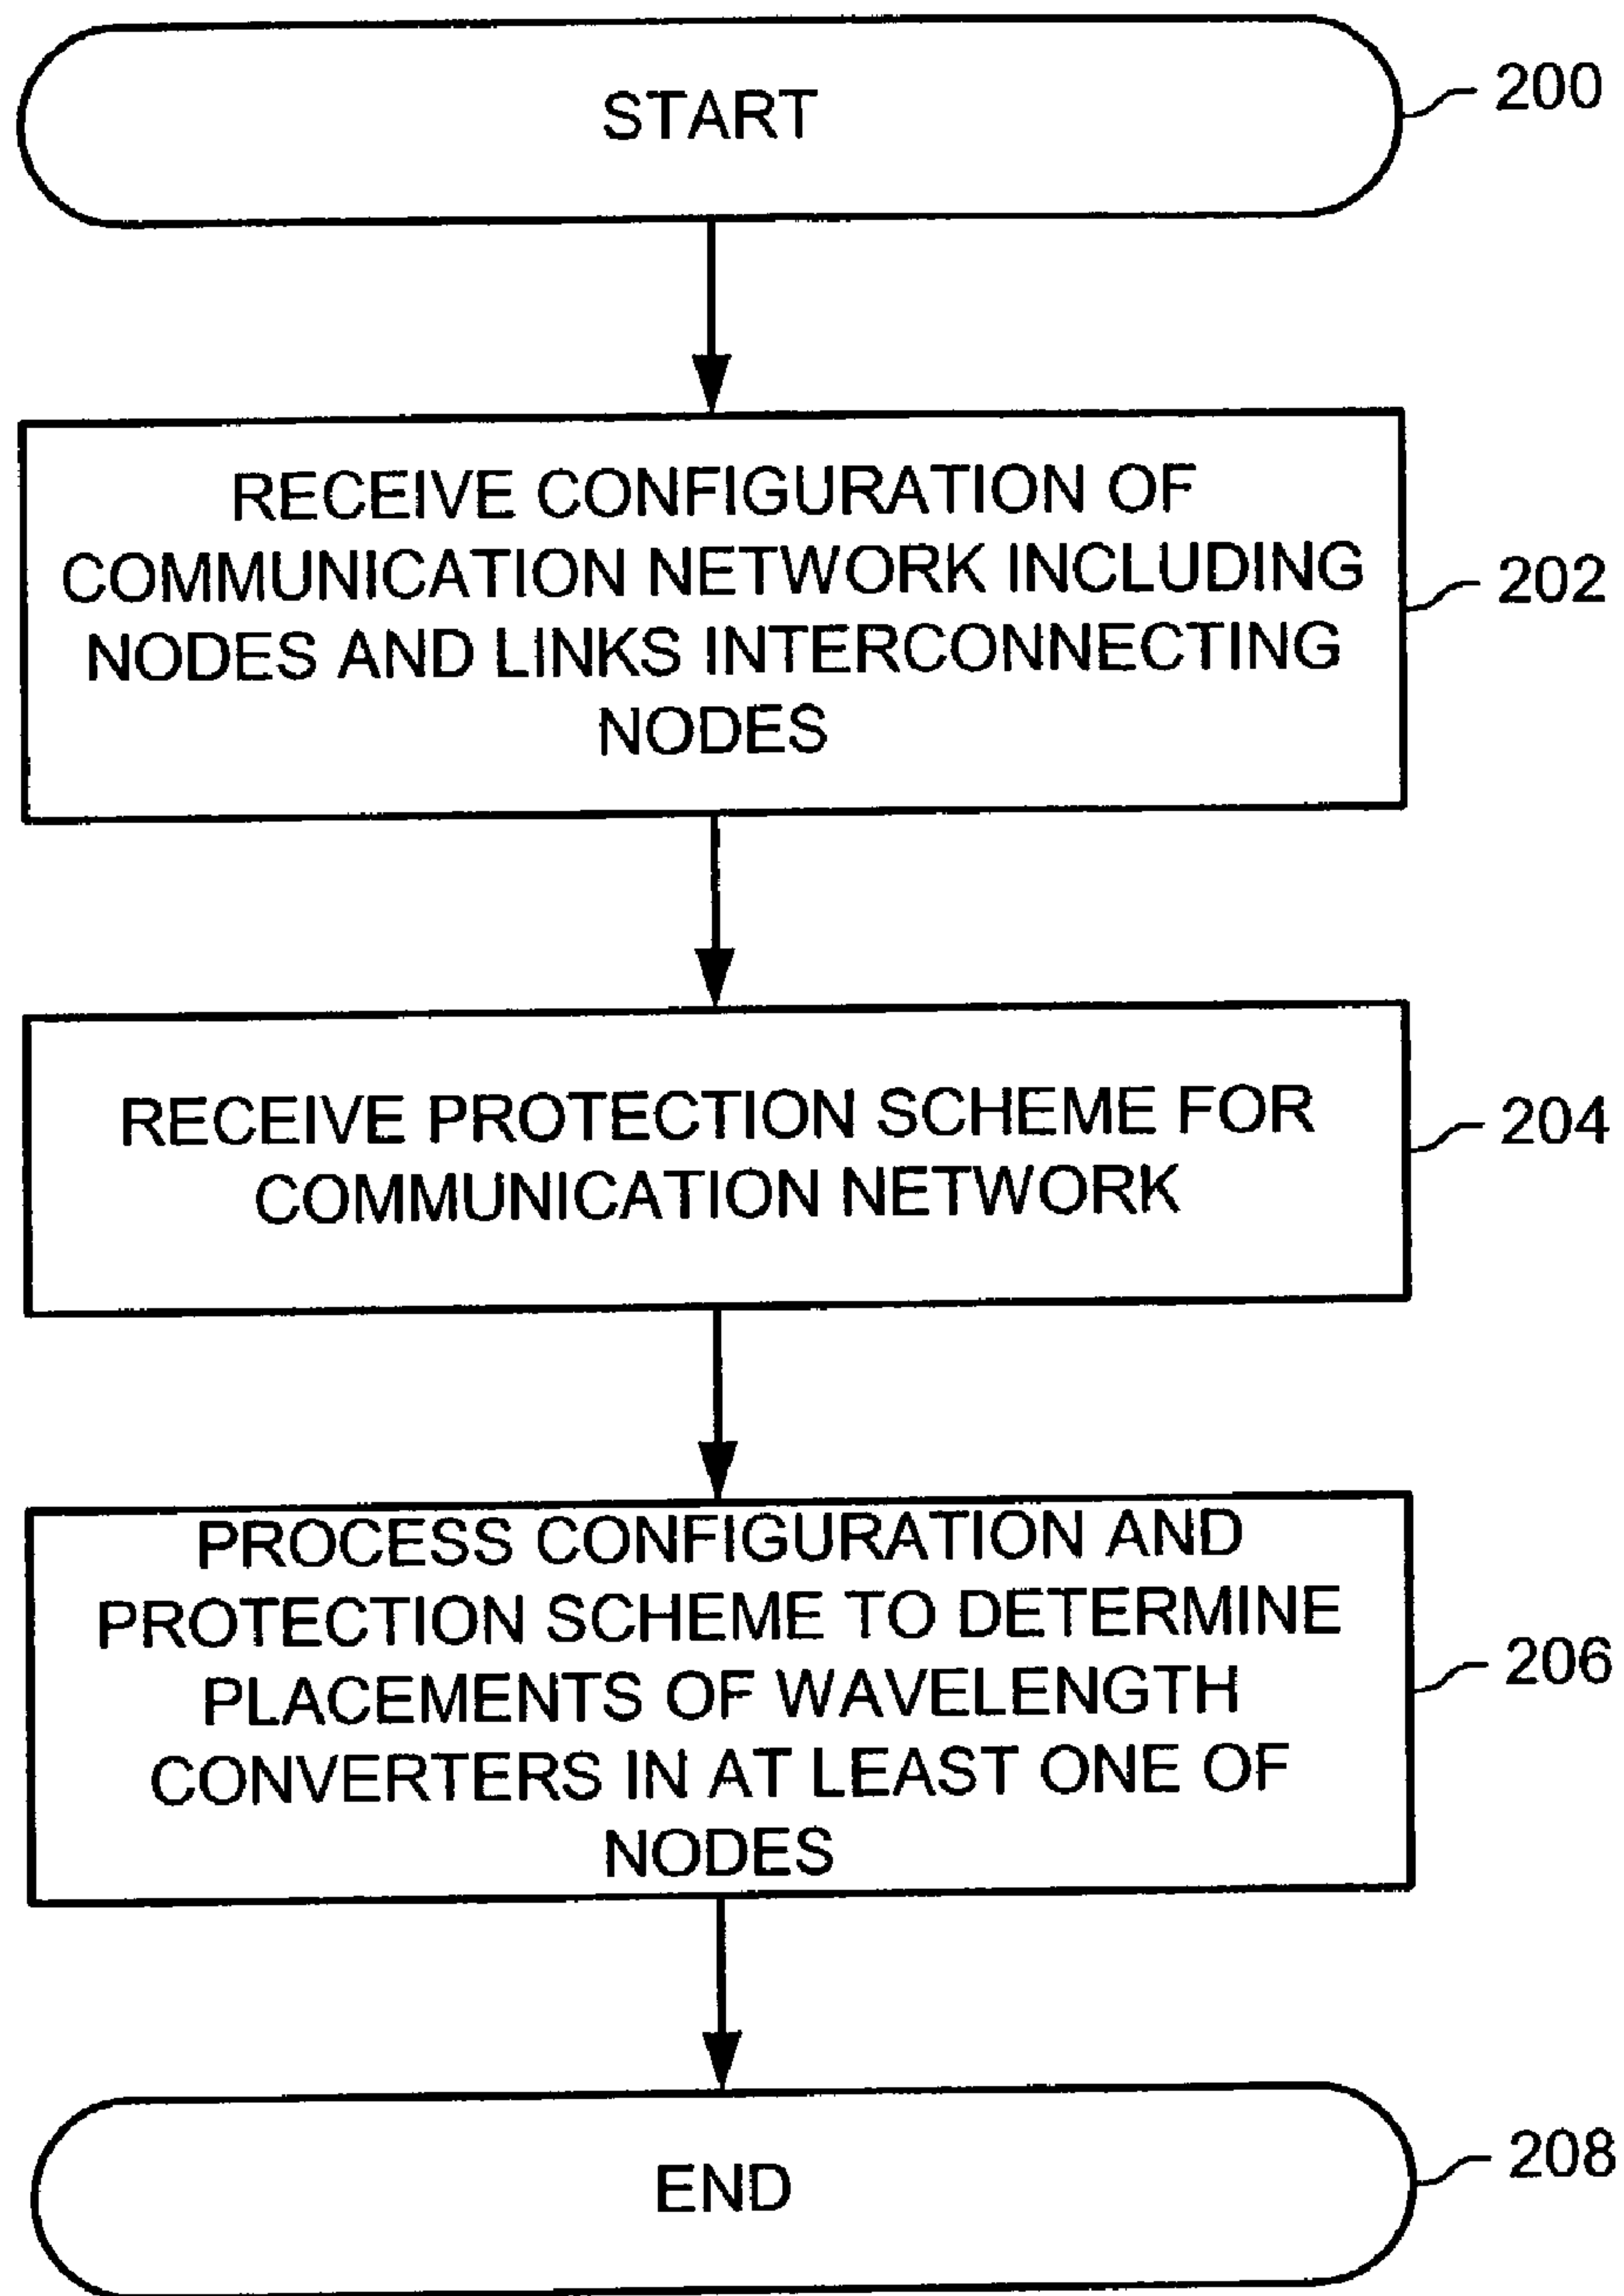 START
200
RECEIVE CONFIGURATION OF
COMMUNICATION NETWORK INCLUDING
NODES AND LINKS INTERCONNECTING
NODES
202
RECEIVE PROTECTION SCHEME FOR
COMMUNICATION NETWORK
204
PROCESS CONFIGURATION AND
PROTECTION SCHEME TO DETERMINE
PLACEMENTS OF WAVELENGTH
CONVERTERS IN AT LEAST ONE OF
NODES
206
END
208